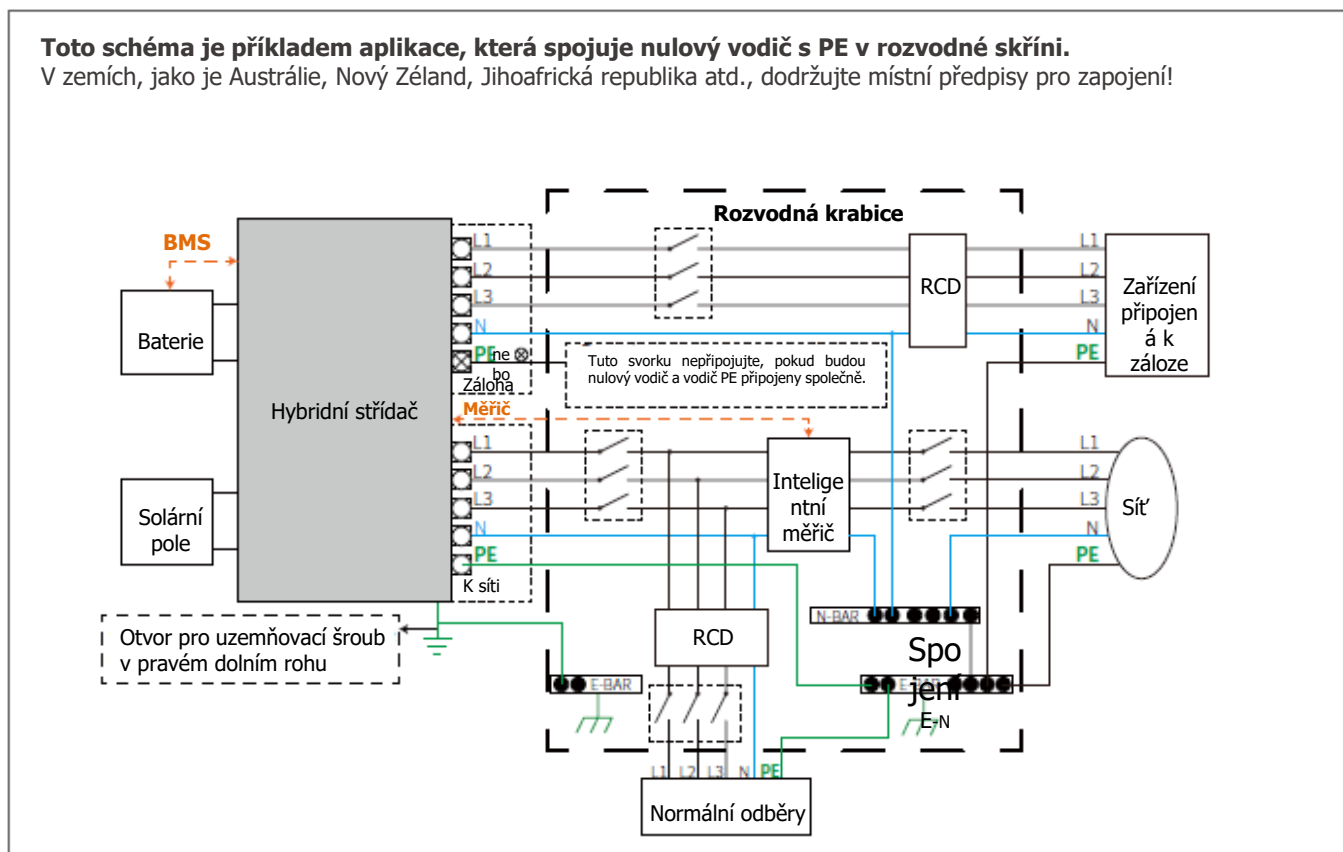 Toto schéma je příkladem aplikace, která spojuje nulový vodič s PE v rozvodné skříni.
V zemích, jako je Austrálie, Nový Zéland, Jihoafrická republika atd., dodržujte místní předpisy pro zapojení!
Rozvodná krabice
BMS
Baterie
Hybridní střídač
L1
L2
L3
N
PE
ne
bo
Záloha
Tuto svorku nepřipojujte, pokud budou
nulový vodič a vodič PE připojeny společně.
RCD
L1
L2
L3
N
PE
Zařízení
připojen
á k
záloze
Měřič
Solární
pole
L1
L2
L3
N
PE
K síti
Intelige
ntní
měřič
L1
L2
L3
N
PE
Síť
Otvor pro uzemňovací šroub
v pravém dolním rohu
E-BAR
RCD
N-BAR
E-BAR
Spo
jení
E-N
L1 L2 L3 N PE
Normální odběry